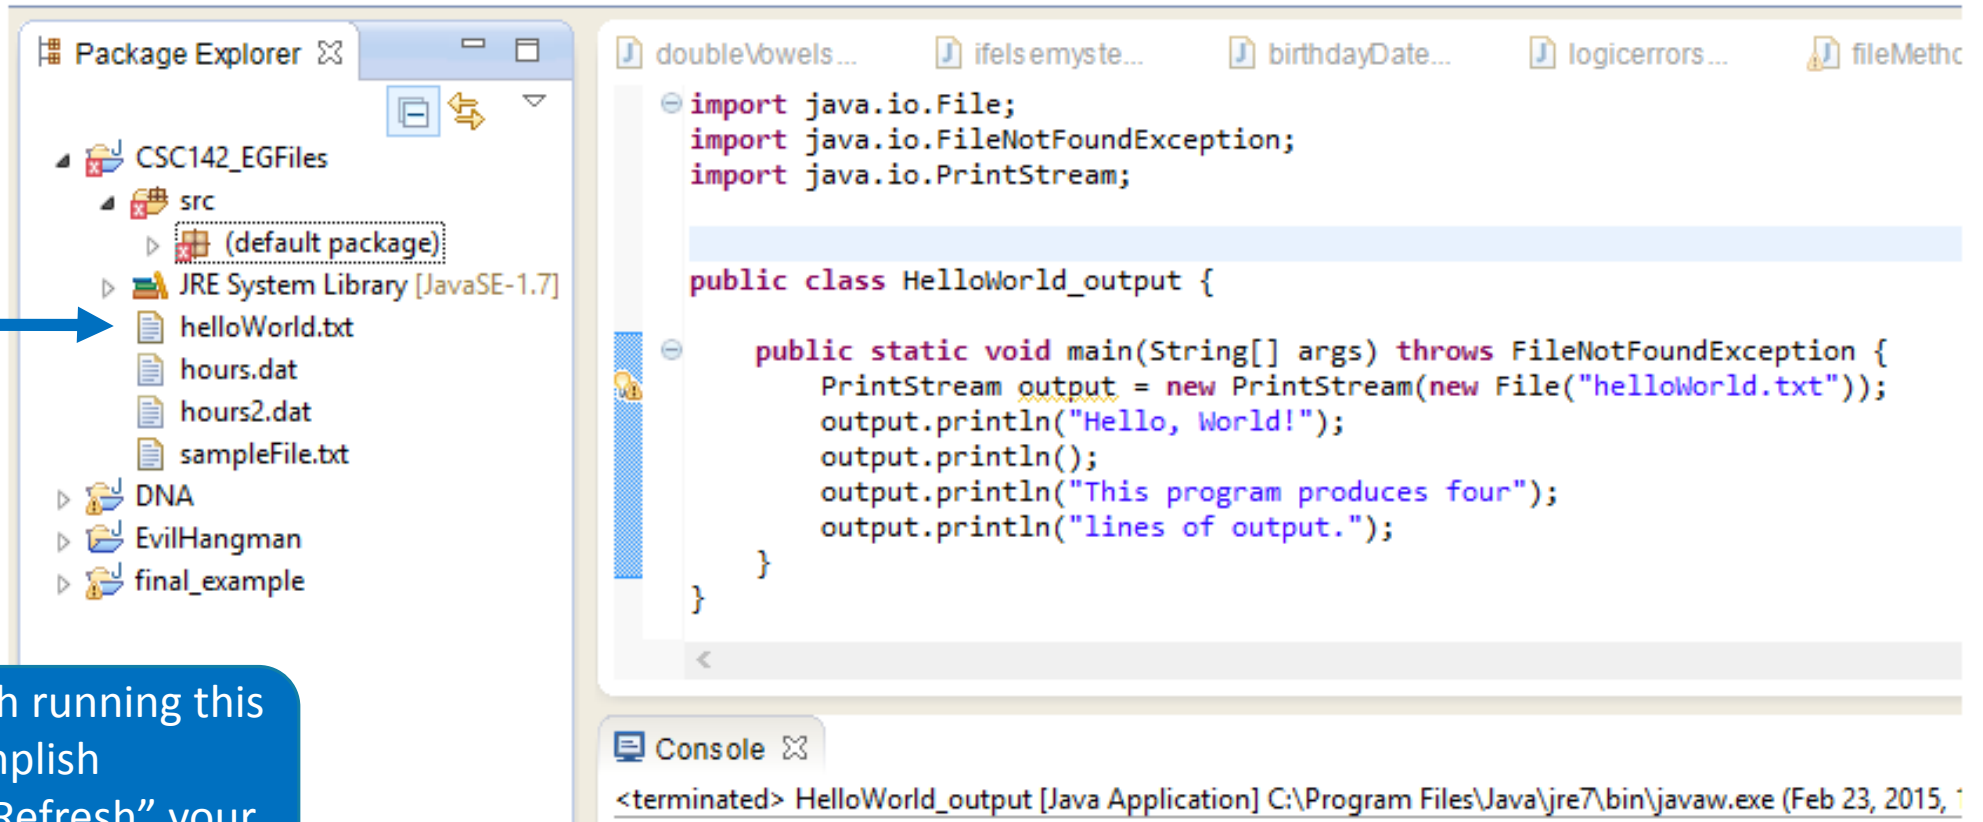 Package Explorer
CSC142_EGFiles
src
(default package)
JRE System Library [JavaSE-1.7]
helloWorld.txt
hours.dat
hours2.dat
sampleFile.txt
DNA
EvilHangman
final_example
running this
Refresh" your
doubleVowels... ifelsemyste... birthdayDate... logicerrors...
import java.io.File;
import java.io.FileNotFoundException;
import java.io.PrintStream;
public class HelloWorld_output {
public static void main(String[] args) throws FileNotFoundException {
PrintStream output = new PrintStream(new File("helloWorld.txt"));
output.println("Hello, World!");
output.println();
output.println("This program produces four");
output.println("lines of output.");
}
}
Console
<terminated> HelloWorld_output [Java Application] C:\Program Files\Java\jre7\bin\javaw.exe (Feb 23, 2015,